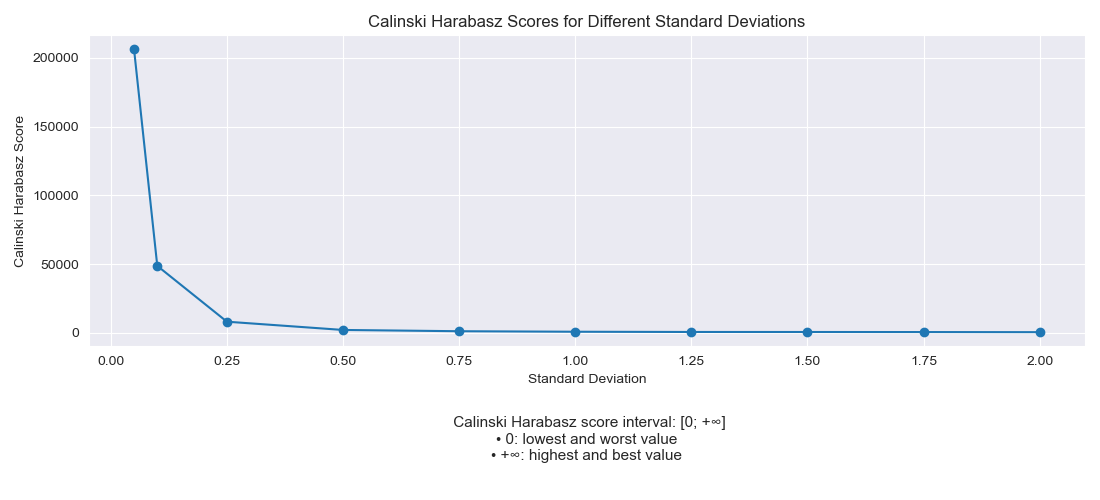 Calinski Harabasz Scores for Different Standard Deviations
Calinski Harabasz Score
200000
150000
100000
50000
0
0.00 0.25 0.50 0.75 1.00 1.25 1.50 1.75 2.00
Standard Deviation
Calinski Harabasz score interval: [0; +∞]
• 0: lowest and worst value
• +∞: highest and best value